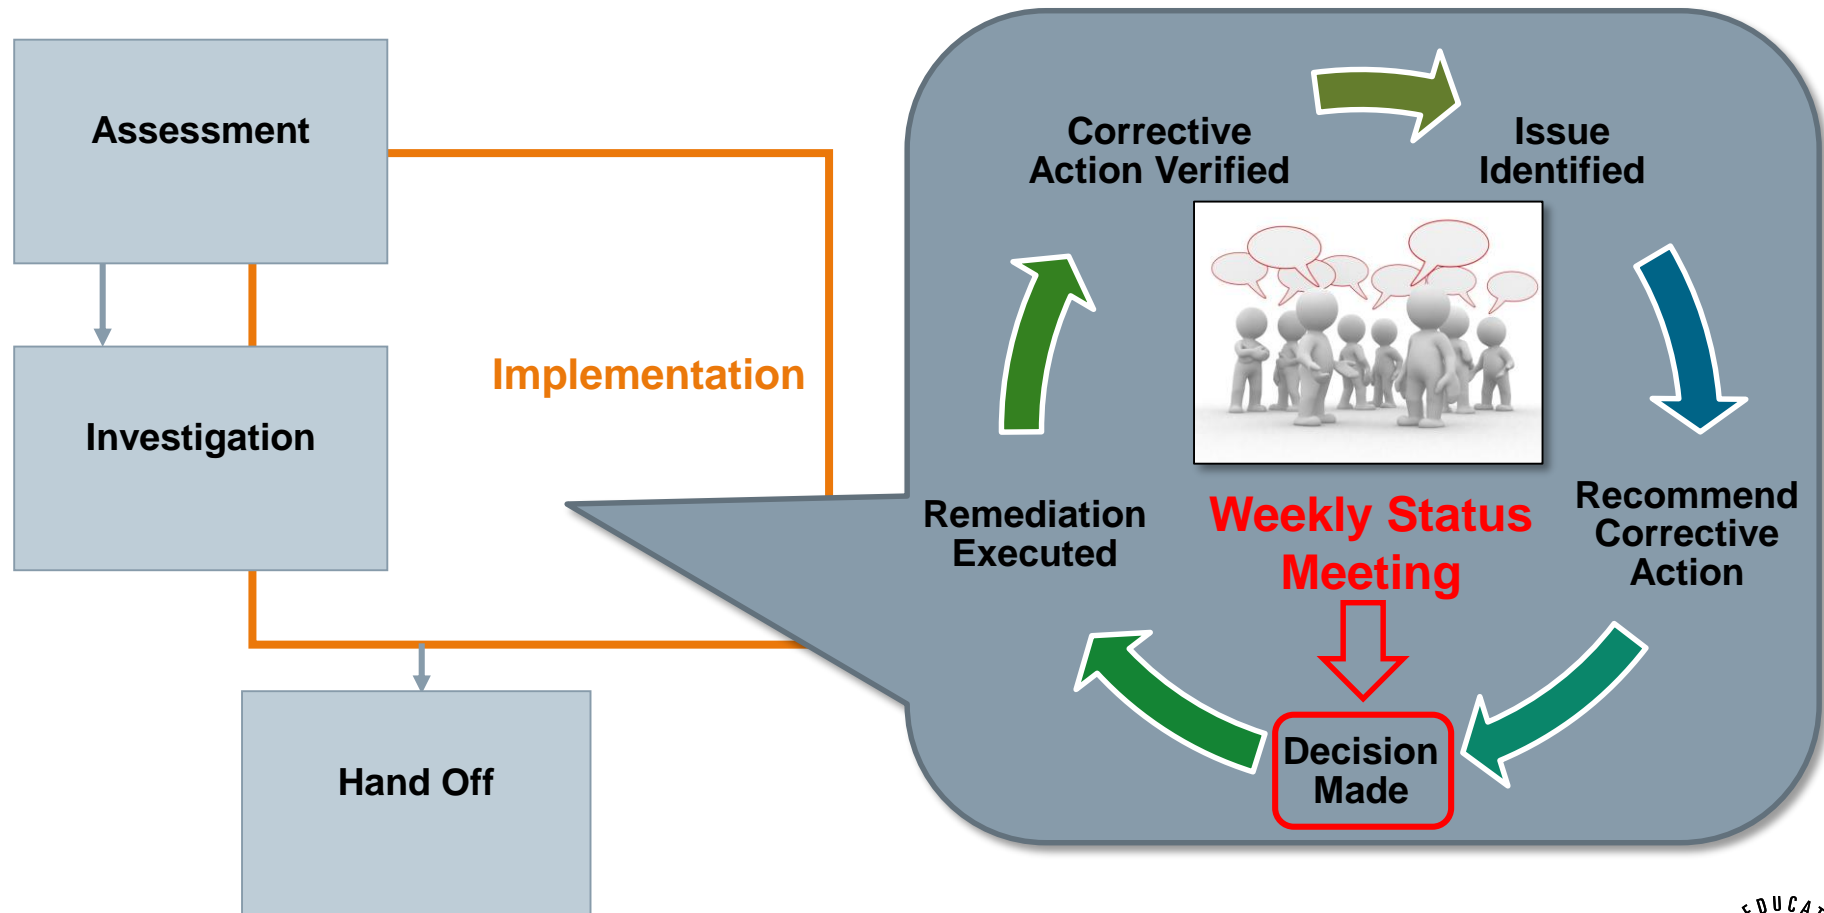 Assessment
Investigation
Hand Off
Implementation
Corrective
Action Verified
Issue
Identified
Recommend
Corrective
Action
Decision
Made
Remediation
Executed
Weekly Status
Meeting